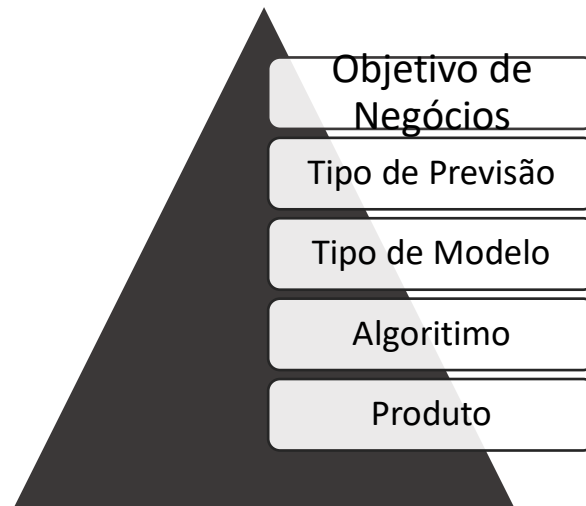 Objetivo de
Negócios
Tipo de Previsão
Tipo de Modelo
Algoritimo
Produto